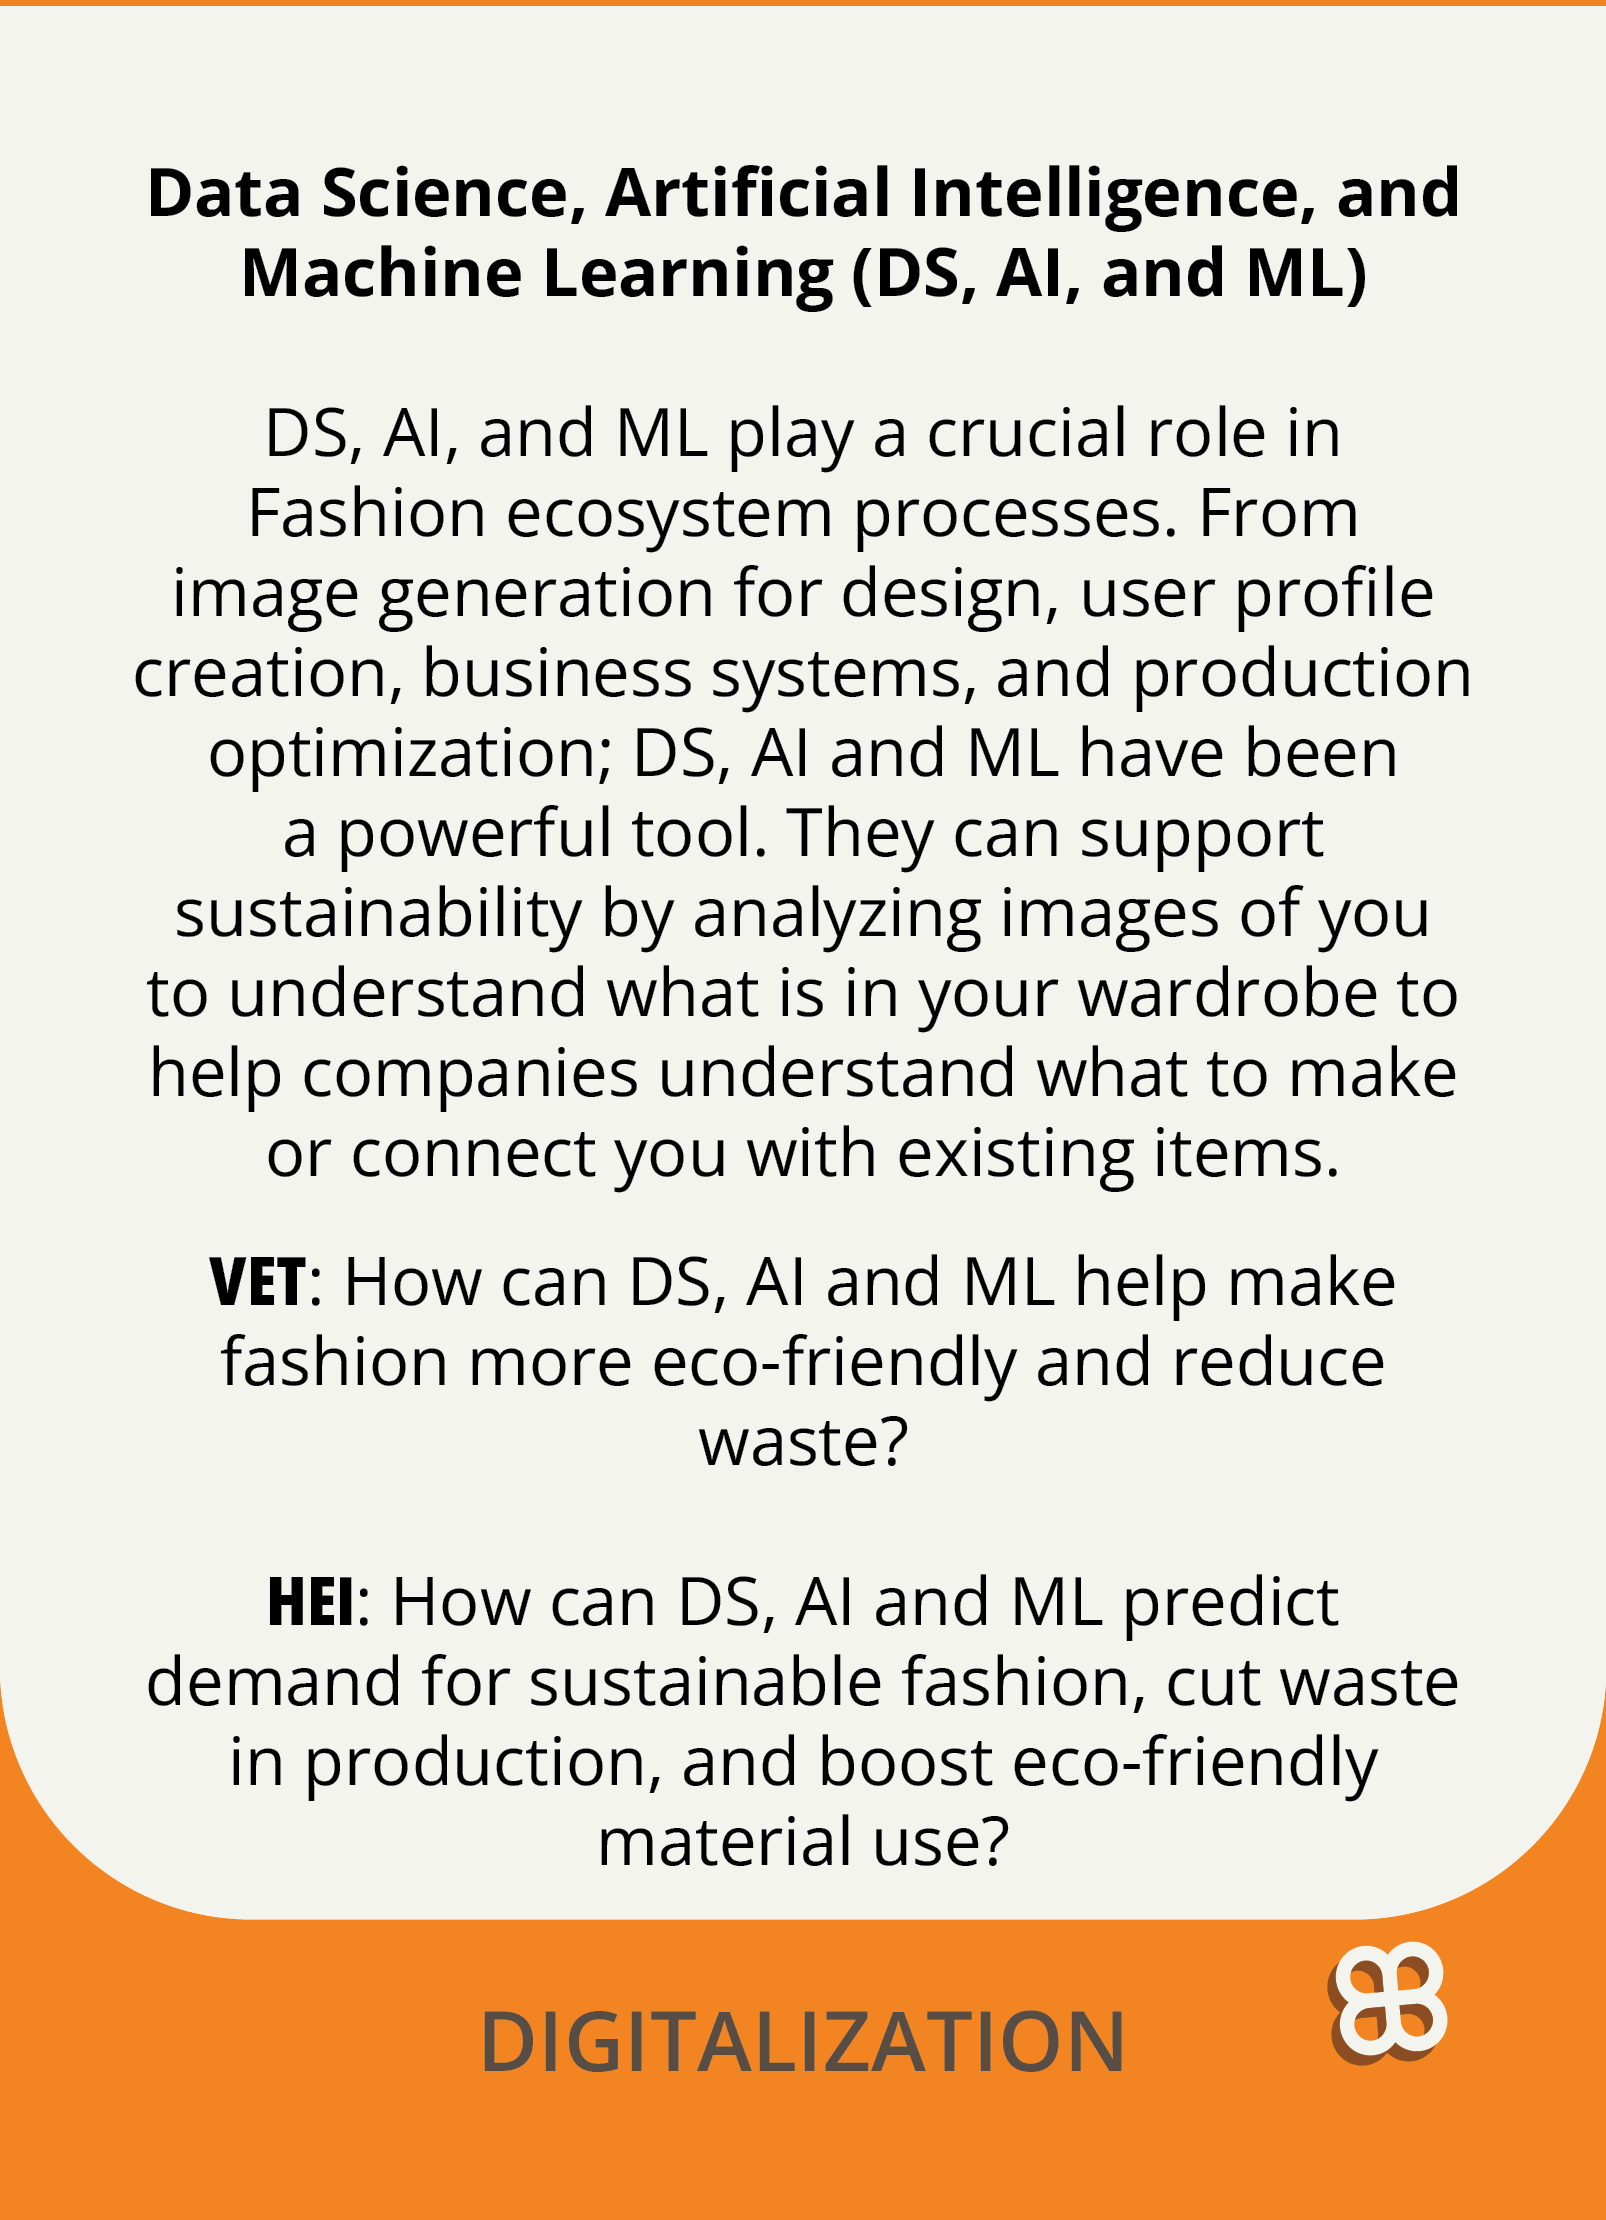 Data Science, Artificial Intelligence, and
Machine Learning (DS, AI, and ML)
DS, AI, and ML play a crucial role in
Fashion ecosystem processes. From
image generation for design, user profile
creation, business systems, and production
optimization; DS, AI and ML have been
a powerful tool. They can support
sustainability by analyzing images of you
to understand what is in your wardrobe to
help companies understand what to make
or connect you with existing items.
VET: How can DS, AI and ML help make
fashion more eco-friendly and reduce
waste?
HEI: How can DS, AI and ML predict
demand for sustainable fashion, cut waste
in production, and boost eco-friendly
material use?
DIGITALIZATION